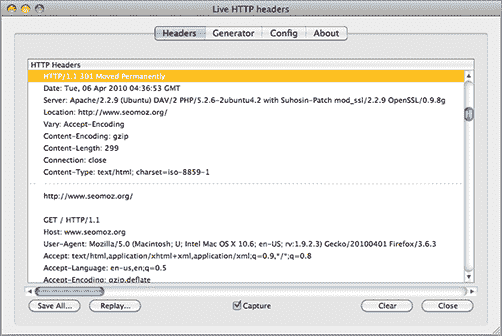 Live HTTP headers
Headers Generator Config About
HTTP Headers
HTTP/1.1 301 Moved Permanently
Date: Tue, 06 Apr 2010 04:36:53 GMT
Server: Apache/2.2.9 (Ubuntu) DAV/2 PHP/5.2.6-2ubuntu4.2 with Suhosin-Patch mod_ssl/2.2.9 OpenSSL/0.9.8g
Location: http://www.seomoz.org/
Vary: Accept-Encoding
Content-Encoding: gzip
Content-Length: 299
Connection: close
Content-Type: text/html; charset=iso-8859-1
http://www.seomoz.org/
GET / HTTP/1.1
Host: www.seomoz.org
User-Agent: Mozilla/5.0 (Macintosh; U; Intel Mac OS X 10.6; en-US; rv:1.9.2.3) Gecko/20100401 Firefox/3.6.3
Accept: text/html,application/xhtml+xml,application/xml;q=0.9,*/*;q=0.8
Accept-Language: en-us,en;q=0.5
Accept-Encoding: gzip,deflate
Save All... Replay... Capture Clear Close